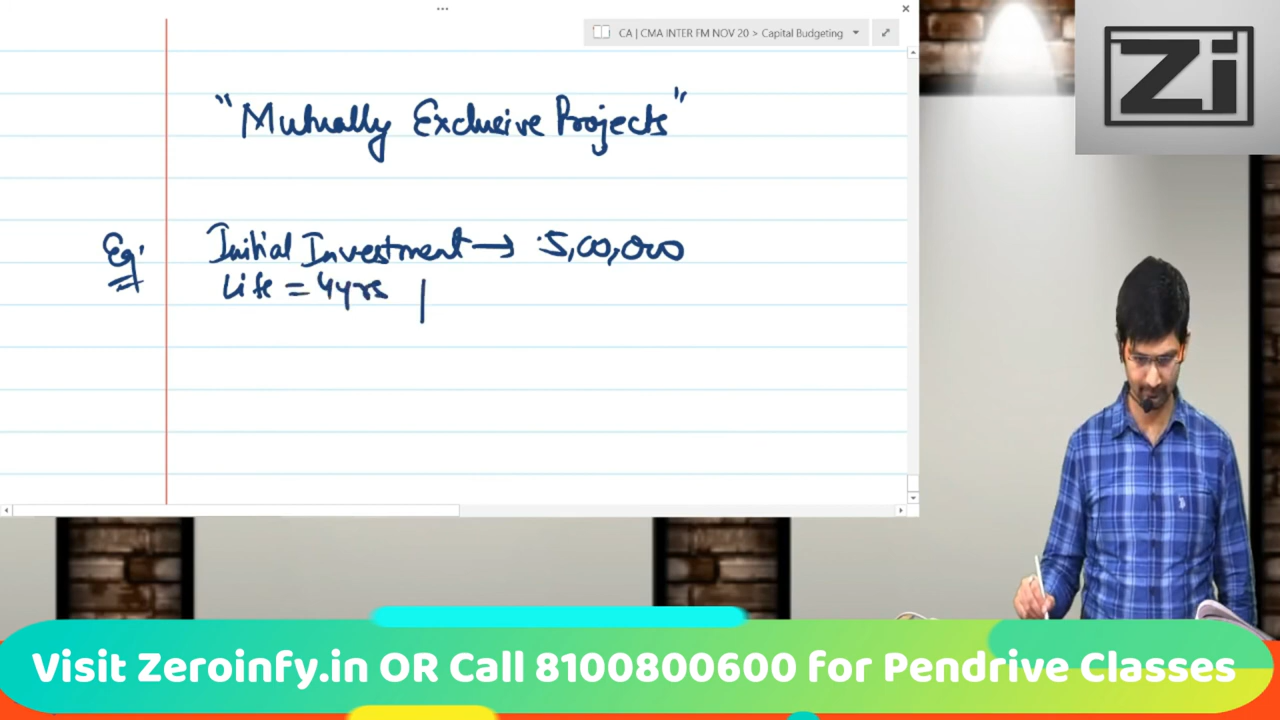 CA | CMA INTER FM NOV 20 > Capital Budgeting
Zi
"Mutually Exclusive Projects"
Eg:
Initial Investment → 5,00,000
Life = 4yrs
Visit Zeroinfy.in OR Call 8100800600 for Pendrive Classes